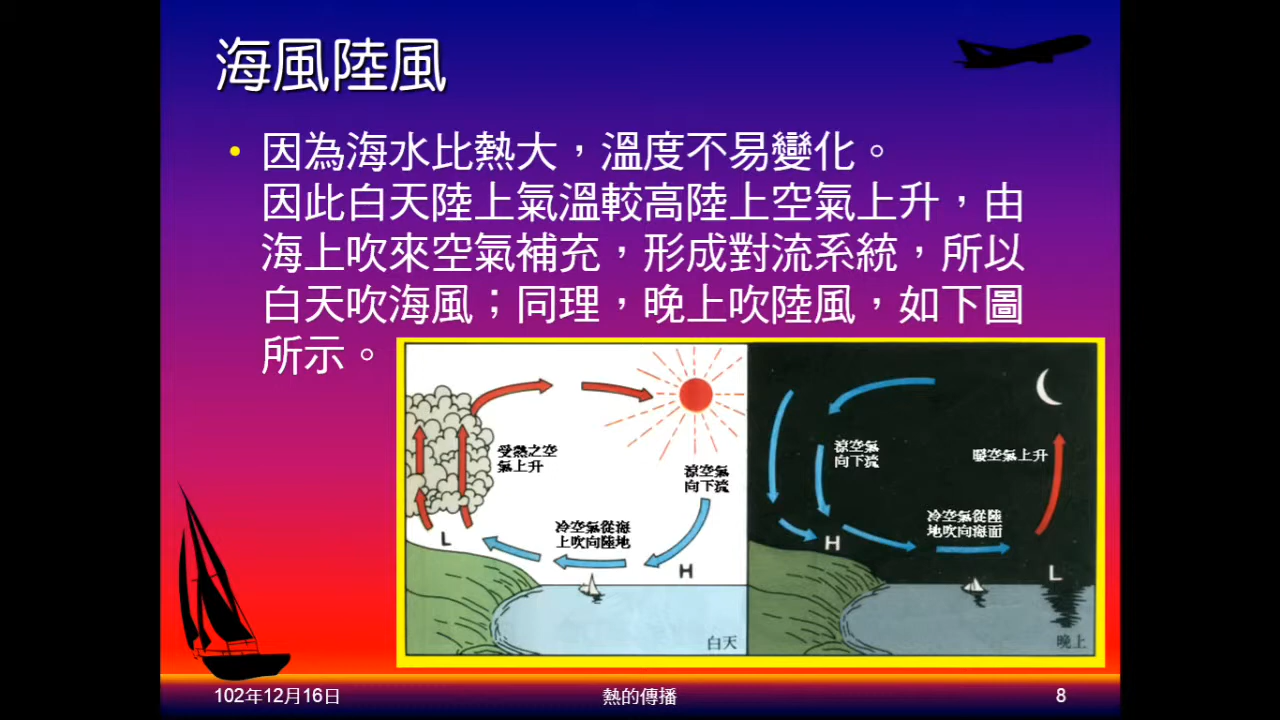 海風陸風
• 因為海水比熱大，溫度不易變化。
因此白天陸上氣溫較高陸上空氣上升，由
海上吹來空氣補充，形成對流系統，所以
白天吹海風；同理，晚上吹陸風，如下圖
所示。
受熱之空
氣上升
涼空氣
向下流
冷空氣從海
上吹向陸地
L
H
白天
涼空氣
向下流
暖空氣上升
冷空氣從陸
地吹向海面
H
L
晚上
102年12月16日
熱的傳播
8